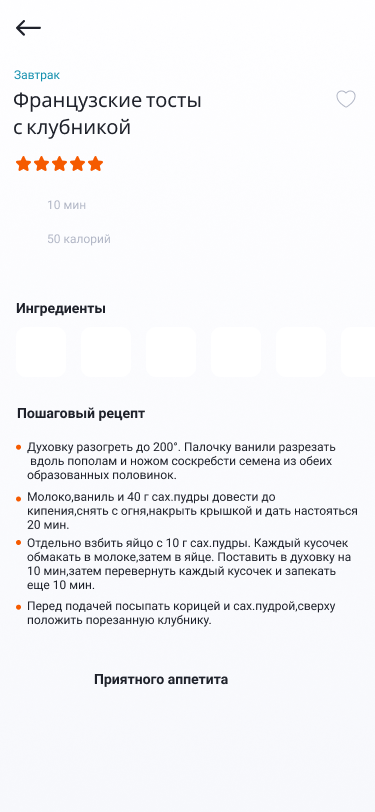 Завтрак
Французские тосты
с клубникой
10 мин
50 калорий
Ингредиенты
Пошаговый рецепт
Духовку разогреть до 200°. Палочку ванили разрезать
вдоль пополам и ножом соскребсти семена из обеих
образованных половинок.
Молоко,ваниль и 40 г сах.пудры довести до
кипения,снять с огня,накрыть крышкой и дать настояться
20 мин.
Отдельно взбить яйцо с 10 г сах.пудры. Каждый кусочек
обмакать в молоке,затем в яйце. Поставить в духовку на
10 мин,затем перевернуть каждый кусочек и запекать
еще 10 мин.
Перед подачей посыпать корицей и сах.пудрой,сверху
положить порезанную клубнику.
Приятного аппетита